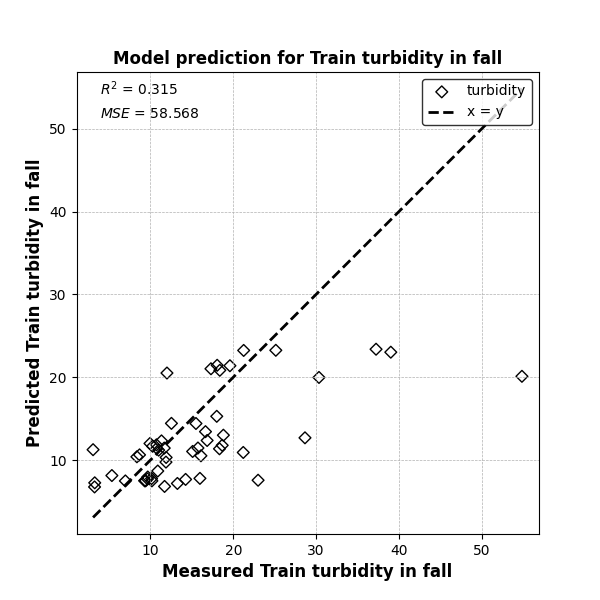 Model prediction for Train turbidity in fall
R² = 0.315
MSE = 58.568
turbidity
x = y
50
40
30
20
10
Predicted Train turbidity in fall
10 20 30 40 50
Measured Train turbidity in fall